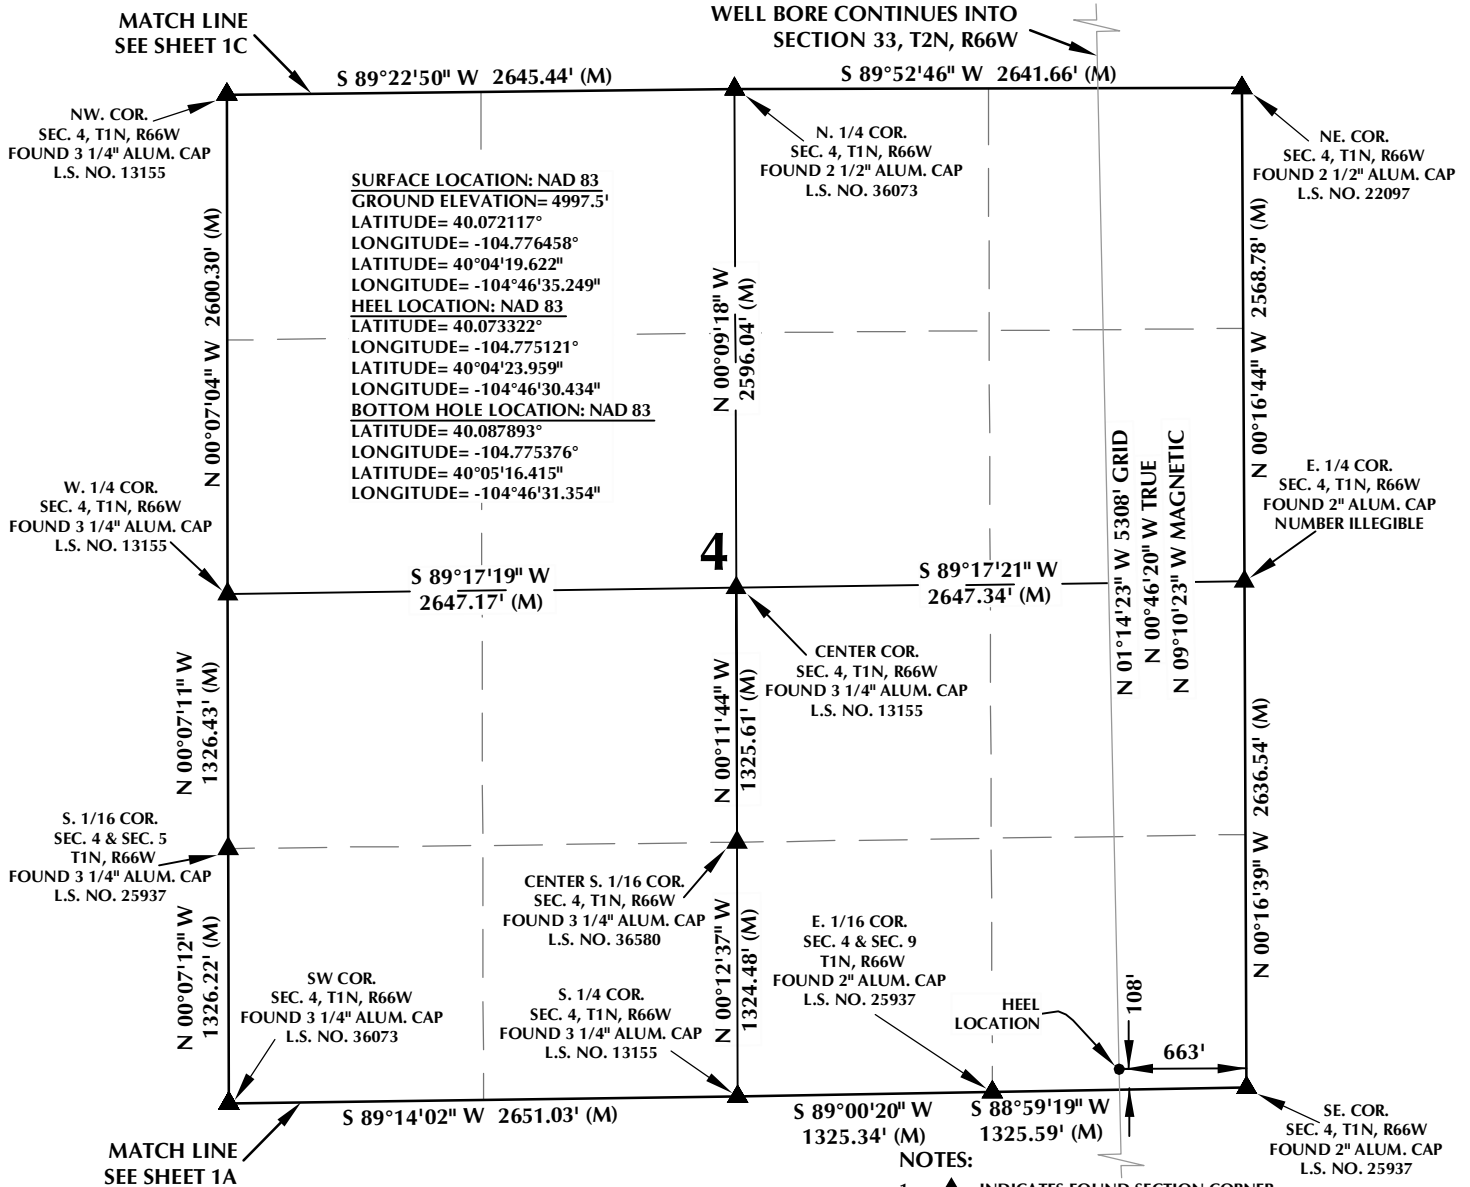 MATCH LINE
SEE SHEET 1C
WELL BORE CONTINUES INTO
SECTION 33, T2N, R66W
S 89°22'50" W 2645.44' (M)
S 89°52'46" W 2641.66' (M)
NW. COR.
SEC. 4, T1N, R66W
FOUND 3 1/4" ALUM. CAP
L.S. NO. 13155
N. 1/4 COR.
SEC. 4, T1N, R66W
FOUND 2 1/2" ALUM. CAP
L.S. NO. 36073
NE. COR.
SEC. 4, T1N, R66W
FOUND 2 1/2" ALUM. CAP
L.S. NO. 22097
SURFACE LOCATION: NAD 83
GROUND ELEVATION= 4997.5'
LATITUDE= 40.072117°
LONGITUDE= -104.776458°
LATITUDE= 40°04'19.622"
LONGITUDE= -104°46'35.249"
HEEL LOCATION: NAD 83
LATITUDE= 40.073322°
LONGITUDE= -104.775121°
LATITUDE= 40°04'23.959"
LONGITUDE= -104°46'30.434"
BOTTOM HOLE LOCATION: NAD 83
LATITUDE= 40.087893°
LONGITUDE= -104.775376°
LATITUDE= 40°05'16.415"
LONGITUDE= -104°46'31.354"
N 00°07'04" W 2600.30' (M)
N 00°09'18" W
2596.04' (M)
N 00°16'44" W 2568.78' (M)
N 01°14'23" W 5308' GRID
N 00°46'20" W TRUE
N 09°10'23" W MAGNETIC
W. 1/4 COR.
SEC. 4, T1N, R66W
FOUND 3 1/4" ALUM. CAP
L.S. NO. 13155
E. 1/4 COR.
SEC. 4, T1N, R66W
FOUND 2" ALUM. CAP
NUMBER ILLEGIBLE
4
S 89°17'19" W
2647.17' (M)
S 89°17'21" W
2647.34' (M)
CENTER COR.
SEC. 4, T1N, R66W
FOUND 3 1/4" ALUM. CAP
L.S. NO. 13155
N 00°07'11" W
1326.43' (M)
N 00°11'44" W
1325.61' (M)
N 00°16'39" W 2636.54' (M)
S. 1/16 COR.
SEC. 4 & SEC. 5
T1N, R66W
FOUND 3 1/4" ALUM. CAP
L.S. NO. 25937
CENTER S. 1/16 COR.
SEC. 4, T1N, R66W
FOUND 3 1/4" ALUM. CAP
L.S. NO. 36580
E. 1/16 COR.
SEC. 4 & SEC. 9
T1N, R66W
FOUND 2" ALUM. CAP
L.S. NO. 25937
N 00°07'12" W
1326.22' (M)
N 00°12'37" W
1324.48' (M)
SW COR.
SEC. 4, T1N, R66W
FOUND 3 1/4" ALUM. CAP
L.S. NO. 36073
S. 1/4 COR.
SEC. 4, T1N, R66W
FOUND 3 1/4" ALUM. CAP
L.S. NO. 13155
HEEL
LOCATION
108'
663'
S 89°14'02" W 2651.03' (M)
S 89°00'20" W
1325.34' (M)
S 88°59'19" W
1325.59' (M)
SE. COR.
SEC. 4, T1N, R66W
FOUND 2" ALUM. CAP
L.S. NO. 25937
MATCH LINE
SEE SHEET 1A
NOTES:
1. ▲ INDICATES FOUND SECTION CORNER